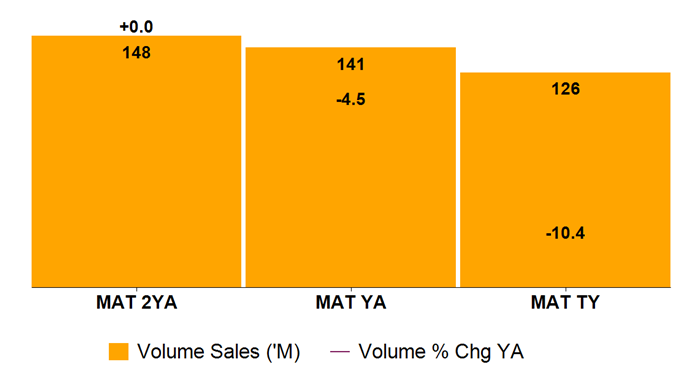 +0.0
148
141
126
-4.5
-10.4
MAT 2YA
MAT YA
MAT TY
Volume Sales ('M)
Volume % Chg YA